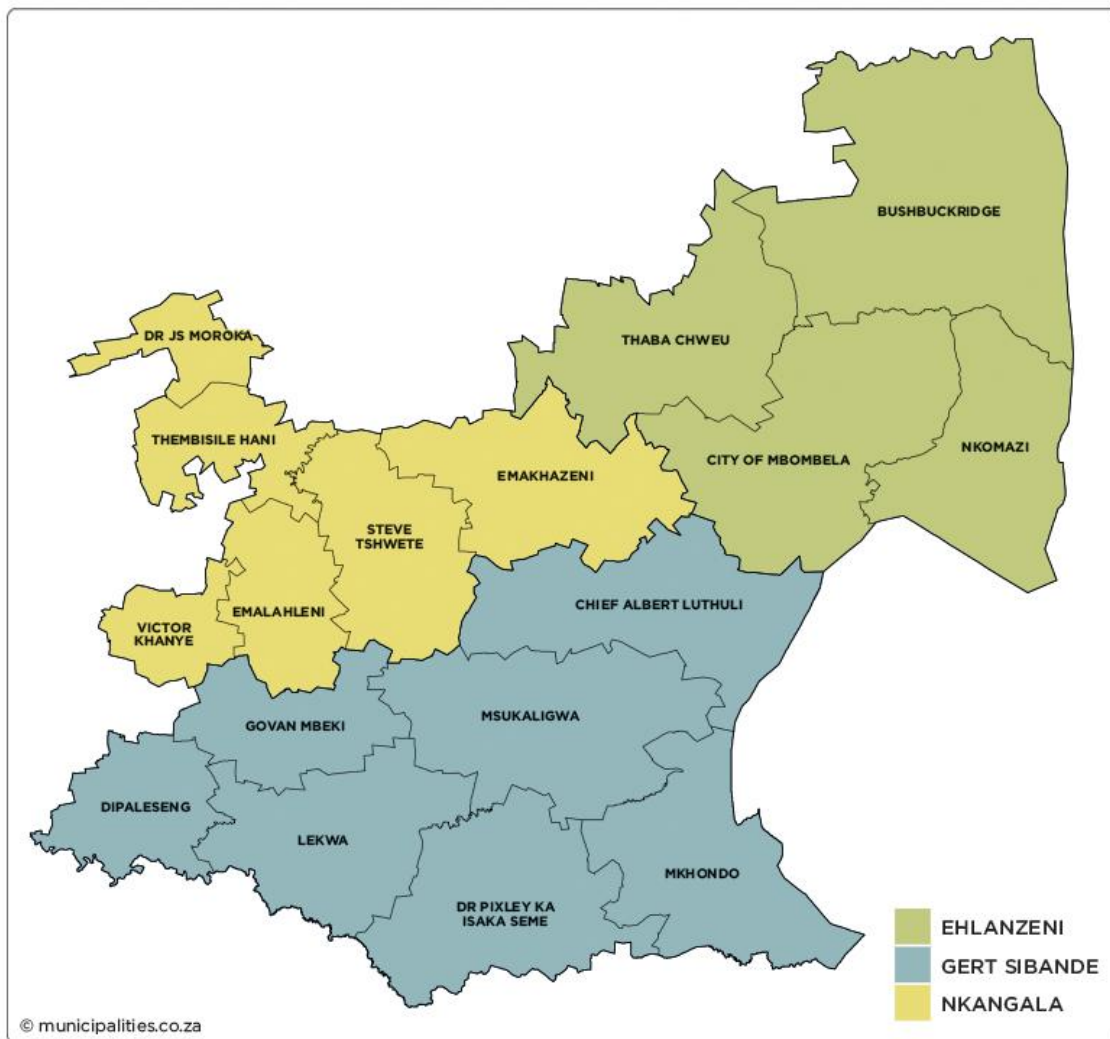 BUSHBUCKRIDGE
DR JS MOROKA
THABA CHWEU
THEMBISILE HANI
CITY OF MBOMBELA
NKOMAZI
EMAKHAZENI
STEVE
TSHWETE
CHIEF ALBERT LUTHULI
EMALAHLENI
VICTOR
KHANYE
GOVAN MBEKI
MSUKALIGWA
DIPALESENG
LEKWA
MKHONDO
DR PIXLEY KA
ISAKA SEME
EHLANZENI
GERT SIBANDE
NKANGALA
© municipalities.co.za